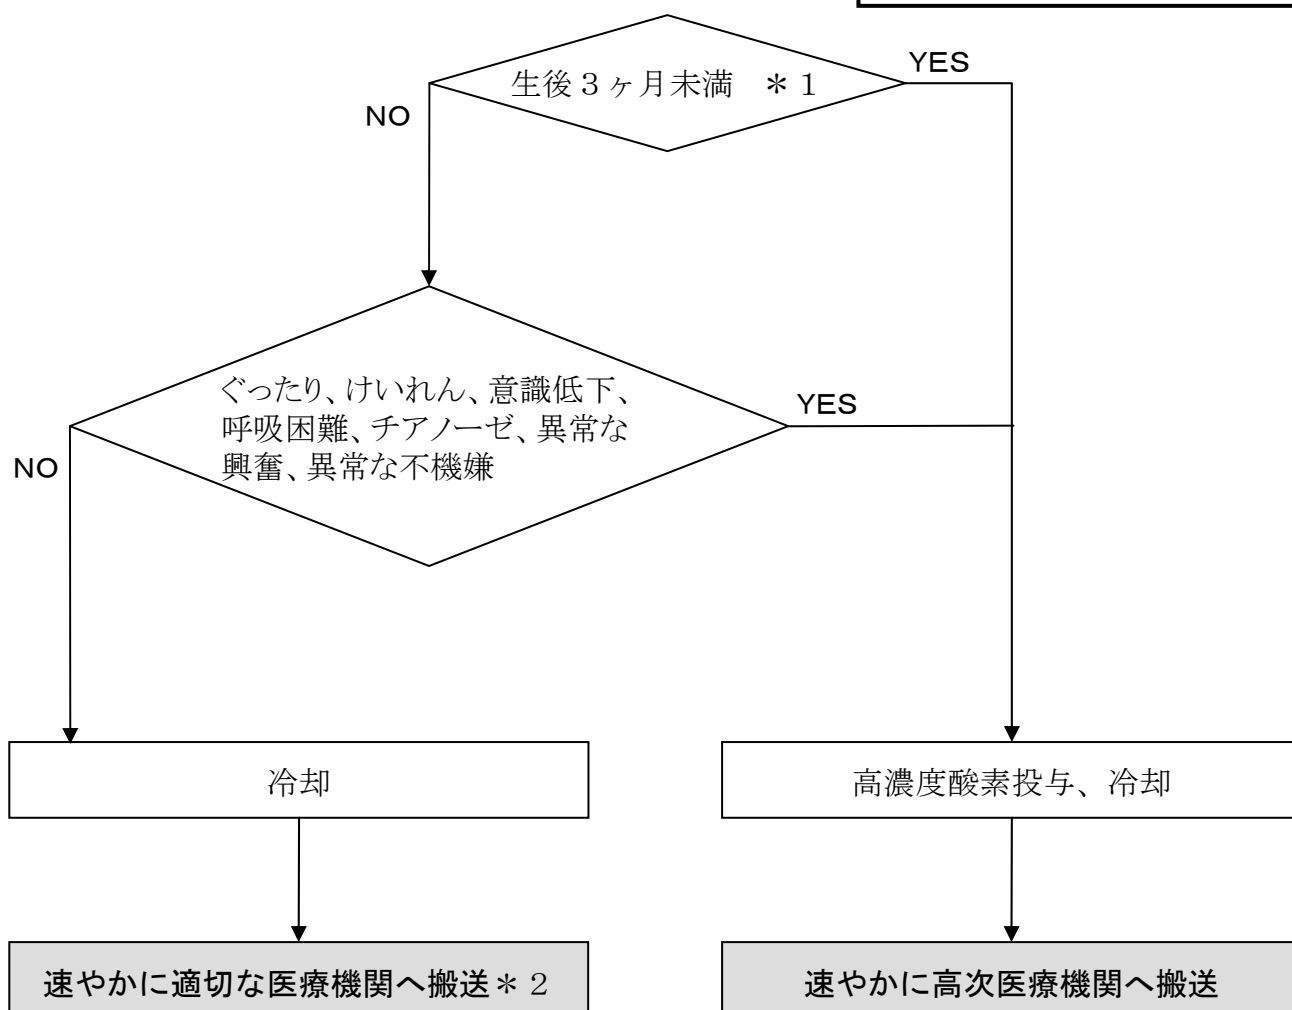 生後３ヶ月未満　＊１
YES
NO
ぐったり、けいれん、意識低下、
呼吸困難、チアノーゼ、異常な
興奮、異常な不機嫌
YES
NO
冷却
高濃度酸素投与、冷却
速やかに適切な医療機関へ搬送＊２
速やかに高次医療機関へ搬送